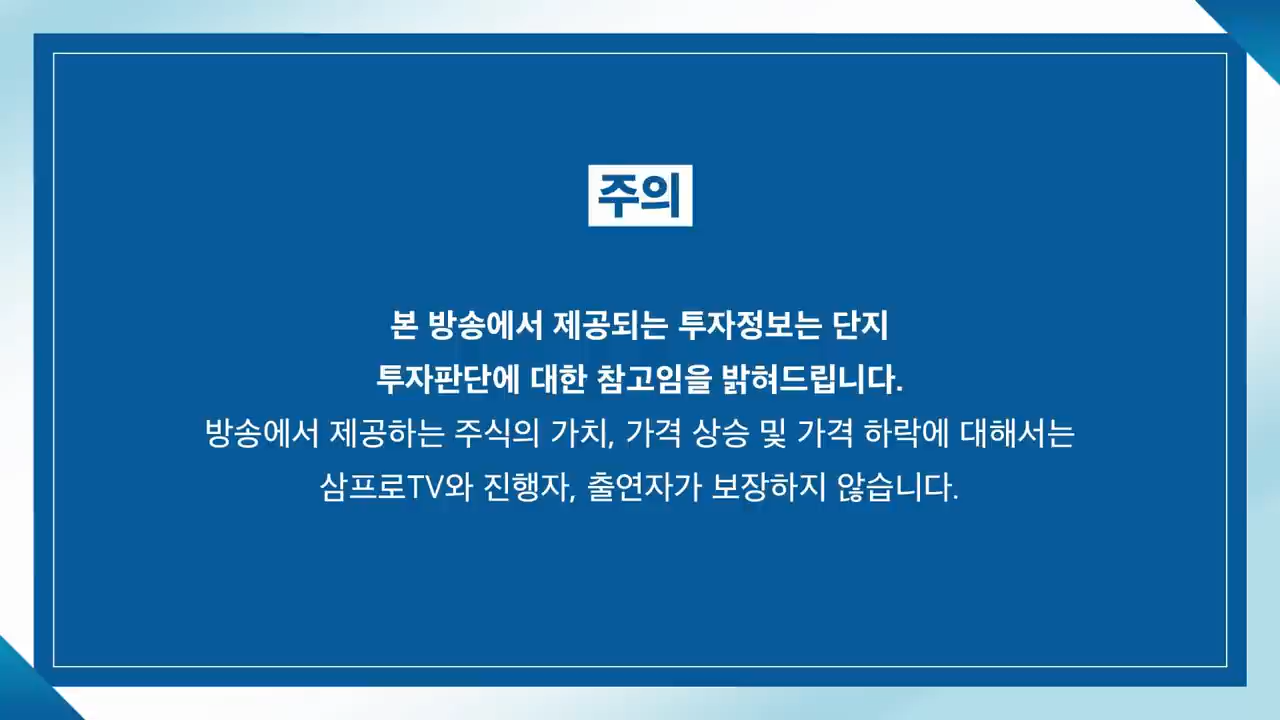 주의
본 방송에서 제공되는 투자정보는 단지
투자판단에 대한 참고임을 밝혀드립니다.
방송에서 제공하는 주식의 가치, 가격 상승 및 가격 하락에 대해서는
삼프로TV와 진행자, 출연자가 보장하지 않습니다.